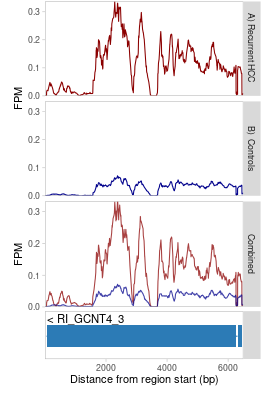 0.3
0.2
0.1
0.0
FPM
A) Recurrent HCC
0.3
0.2
0.1
0.0
B) Controls
0.3
0.2
0.1
0.0
FPM
Combined
< RI_GCNT4_3
2000
4000
6000
Distance from region start (bp)